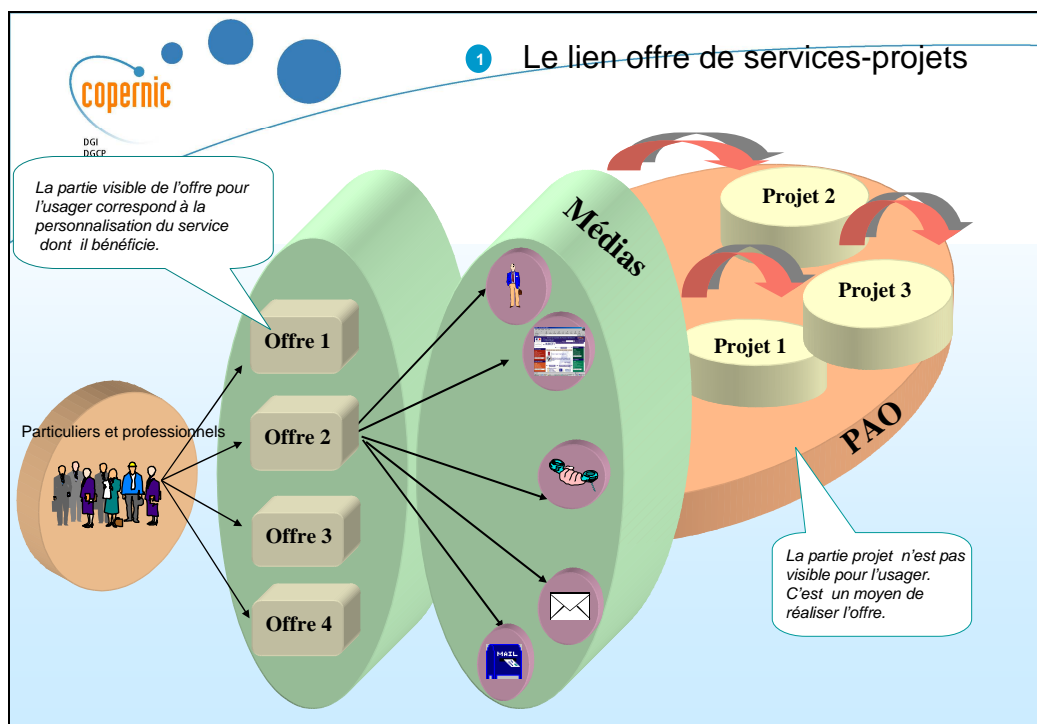 1 Le lien offre de services-projets
copernic
DGI
DGCP
La partie visible de l'offre pour
l'usager correspond à la
personnalisation du service
dont il bénéficie.
Médias
Projet 2
Projet 3
Projet 1
PAO
Offre 1
Offre 2
Offre 3
Offre 4
Particuliers et professionnels
MAIL
La partie projet n'est pas
visible pour l'usager.
C'est un moyen de
réaliser l'offre.